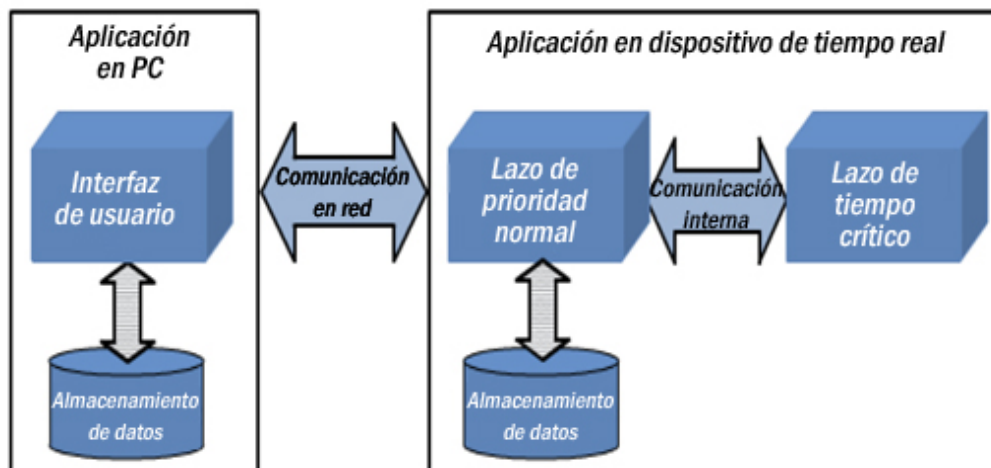 Aplicación
en PC
Aplicación en dispositivo de tiempo real
Interfaz
de usuario
Comunicación
en red
Lazo de
prioridad
normal
Comunicación
interna
Lazo de
tiempo
crítico
Almacenamiento
de datos
Almacenamiento
de datos